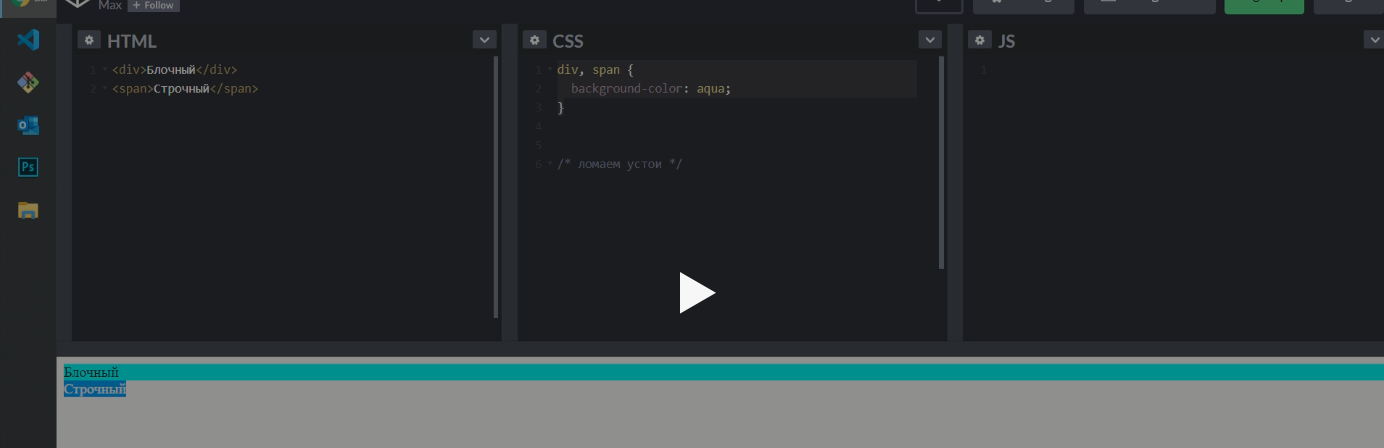 Max + Follow
HTML
CSS
JS
1 <div>Блочный</div>
2 <span>Строчный</span>
1 div, span {
2 background-color: aqua;
3 }
4
5
6 /* ломаем устои */
1
Ps
Блочный
Строчный